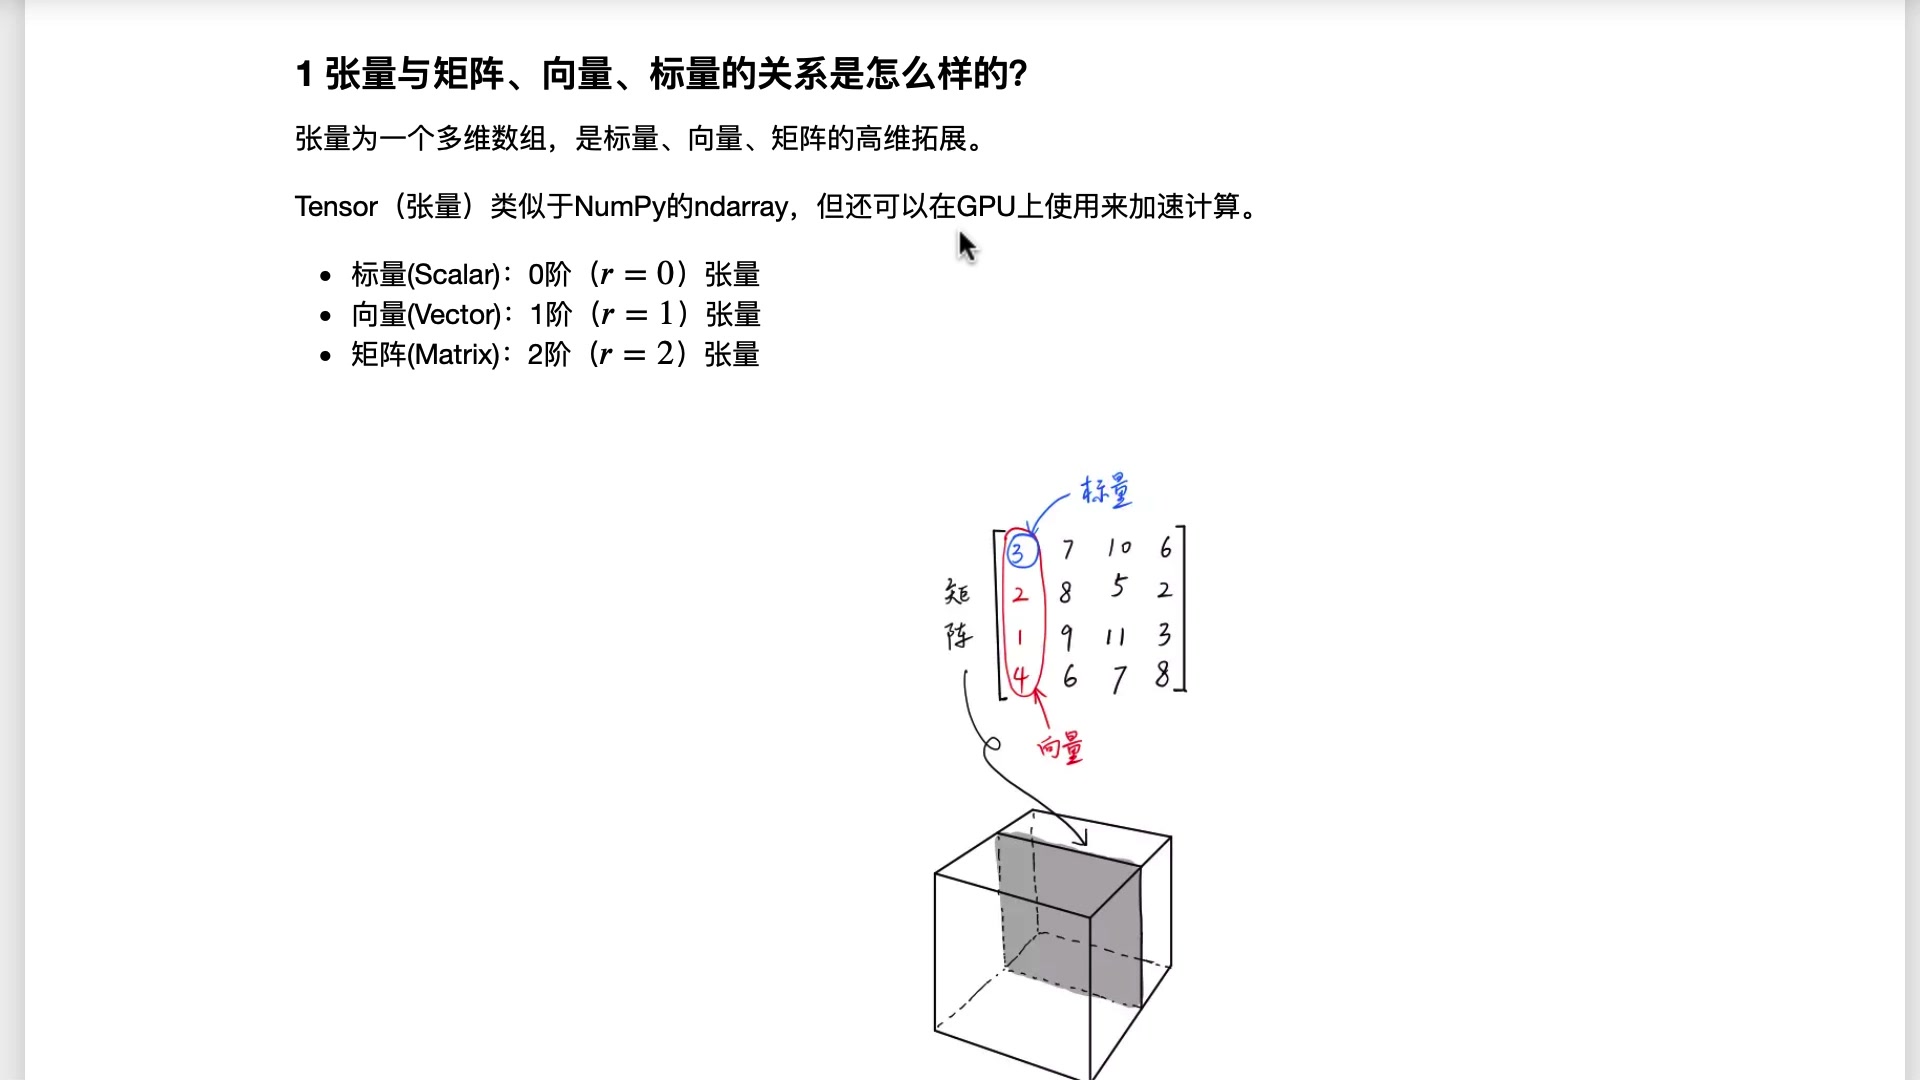 1 张量与矩阵、向量、标量的关系是怎么样的?
张量为一个多维数组，是标量、向量、矩阵的高维拓展。
Tensor（张量）类似于NumPy的ndarray，但还可以在GPU上使用来加速计算。
• 标量(Scalar)：0阶（r = 0）张量
• 向量(Vector)：1阶（r = 1）张量
• 矩阵(Matrix)：2阶（r = 2）张量
标量
3 7 10 6
2 8 5 2
1 9 11 3
4 6 7 8
矩
阵
向量